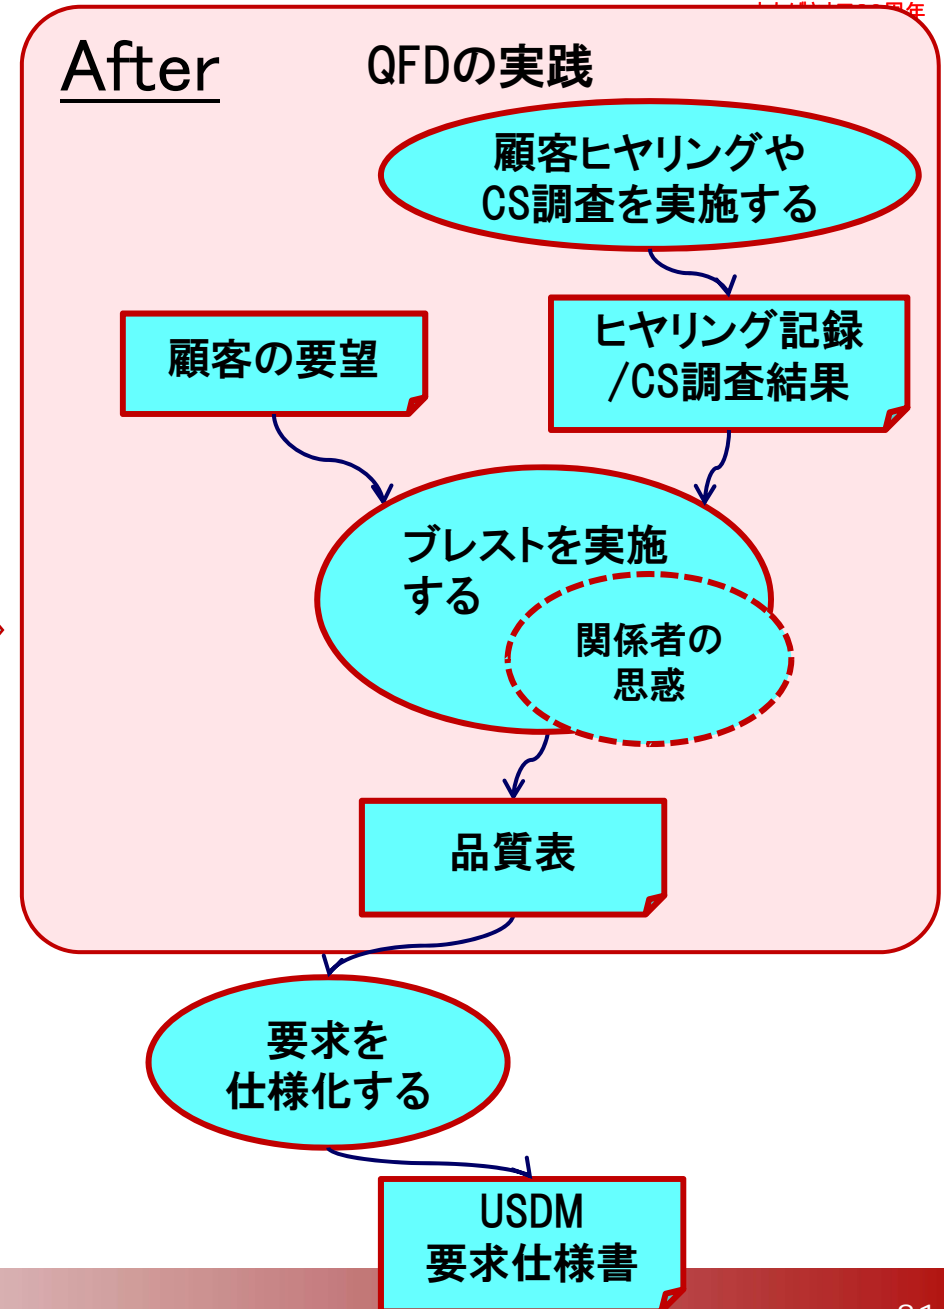 After
QFDの実践
顧客ヒヤリングや
CS調査を実施する
顧客の要望
ヒヤリング記録
/CS調査結果
ブレストを実施
する
関係者の
思惑
品質表
要求を
仕様化する
USDM
要求仕様書